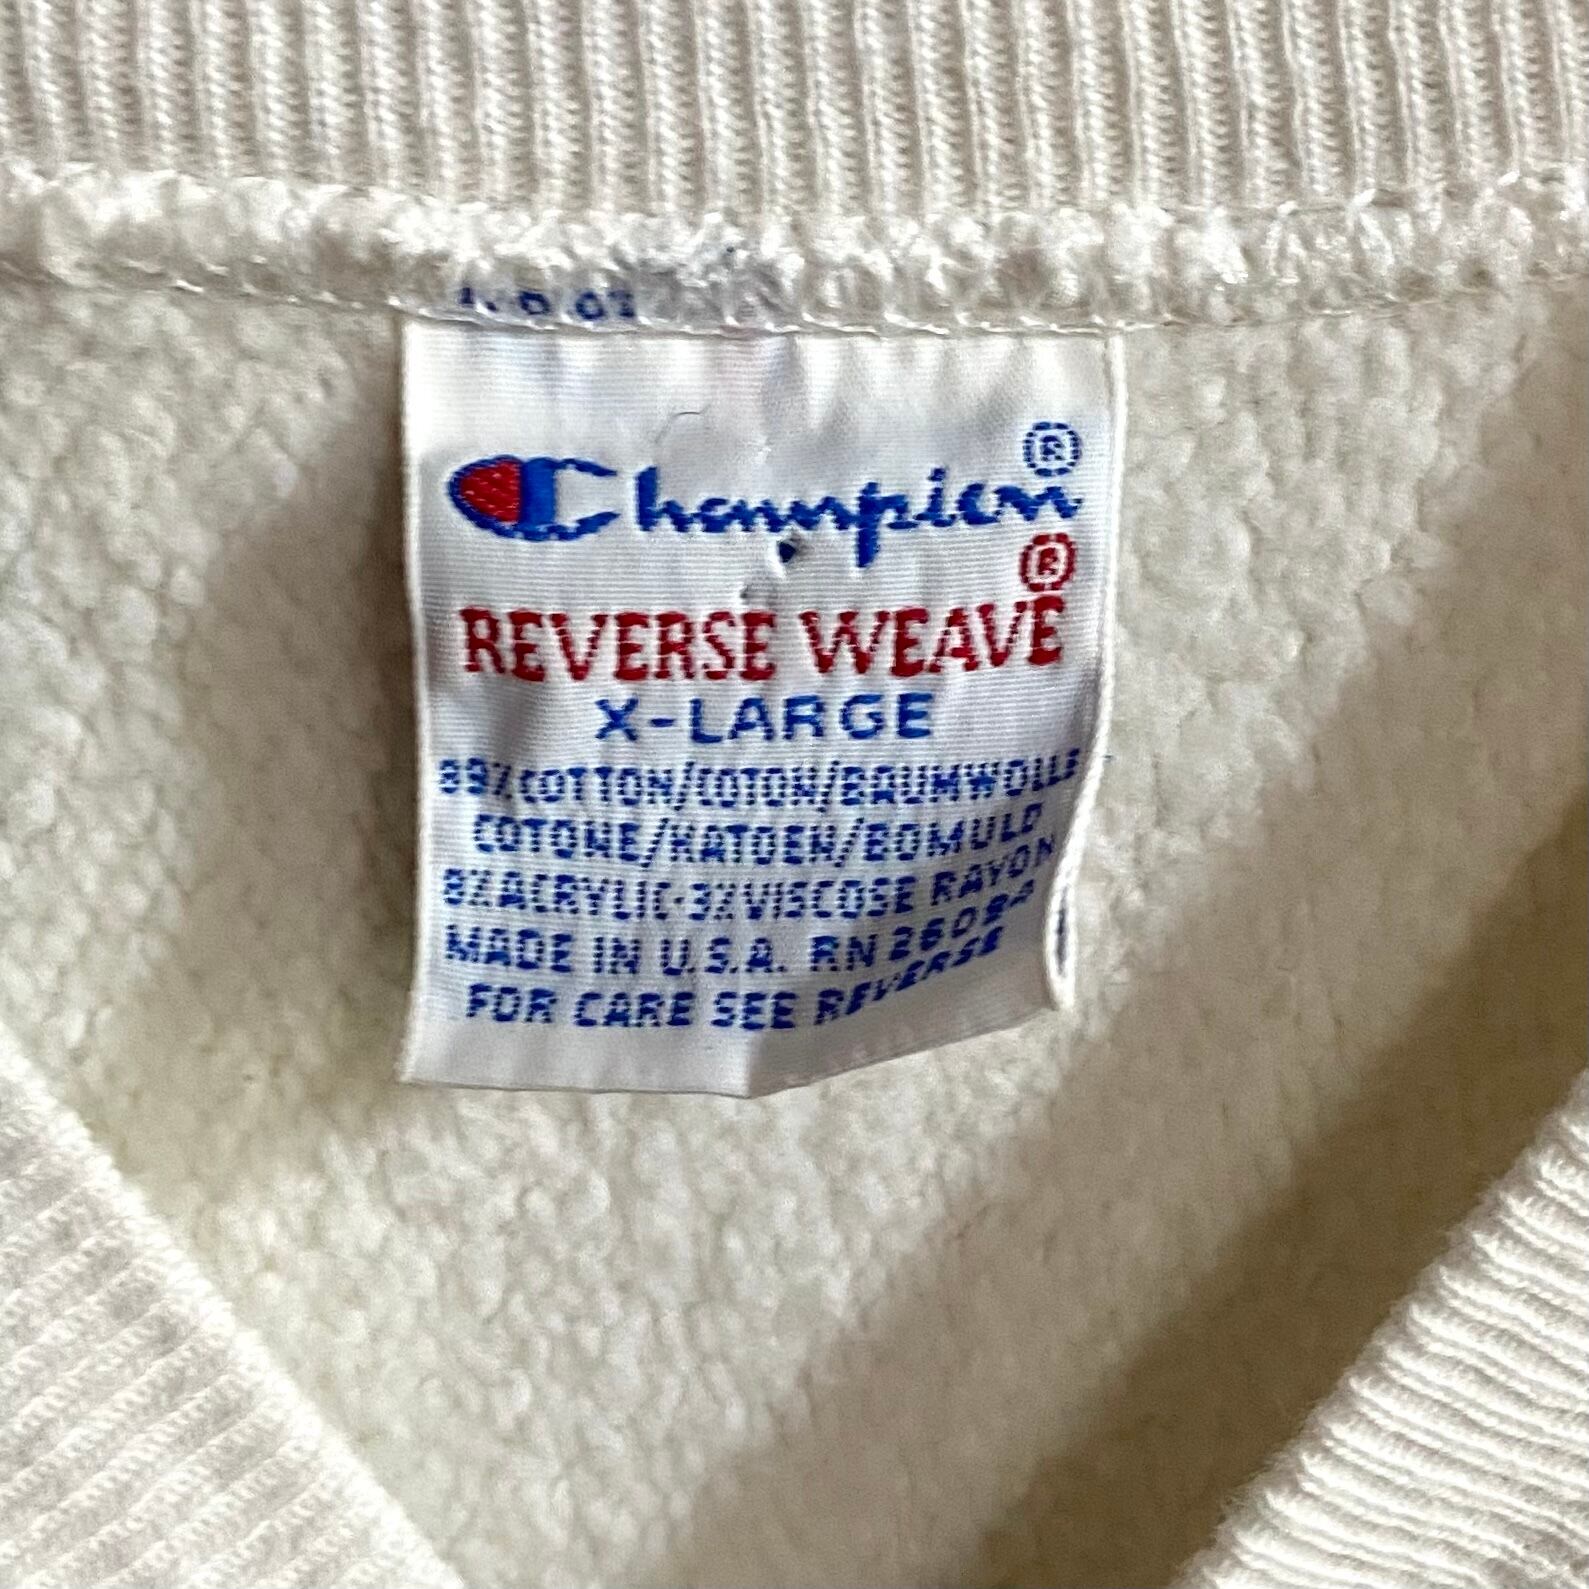 Champion®
REVERSE WEAVE®
X-LARGE
89% COTTON/COTON/BAUMWOLLE
COTONE/KATOEN/BOMULD
8% ACRYLIC·3% VISCOSE RAYON
MADE IN U.S.A. RN 26094
FOR CARE SEE REVERSE